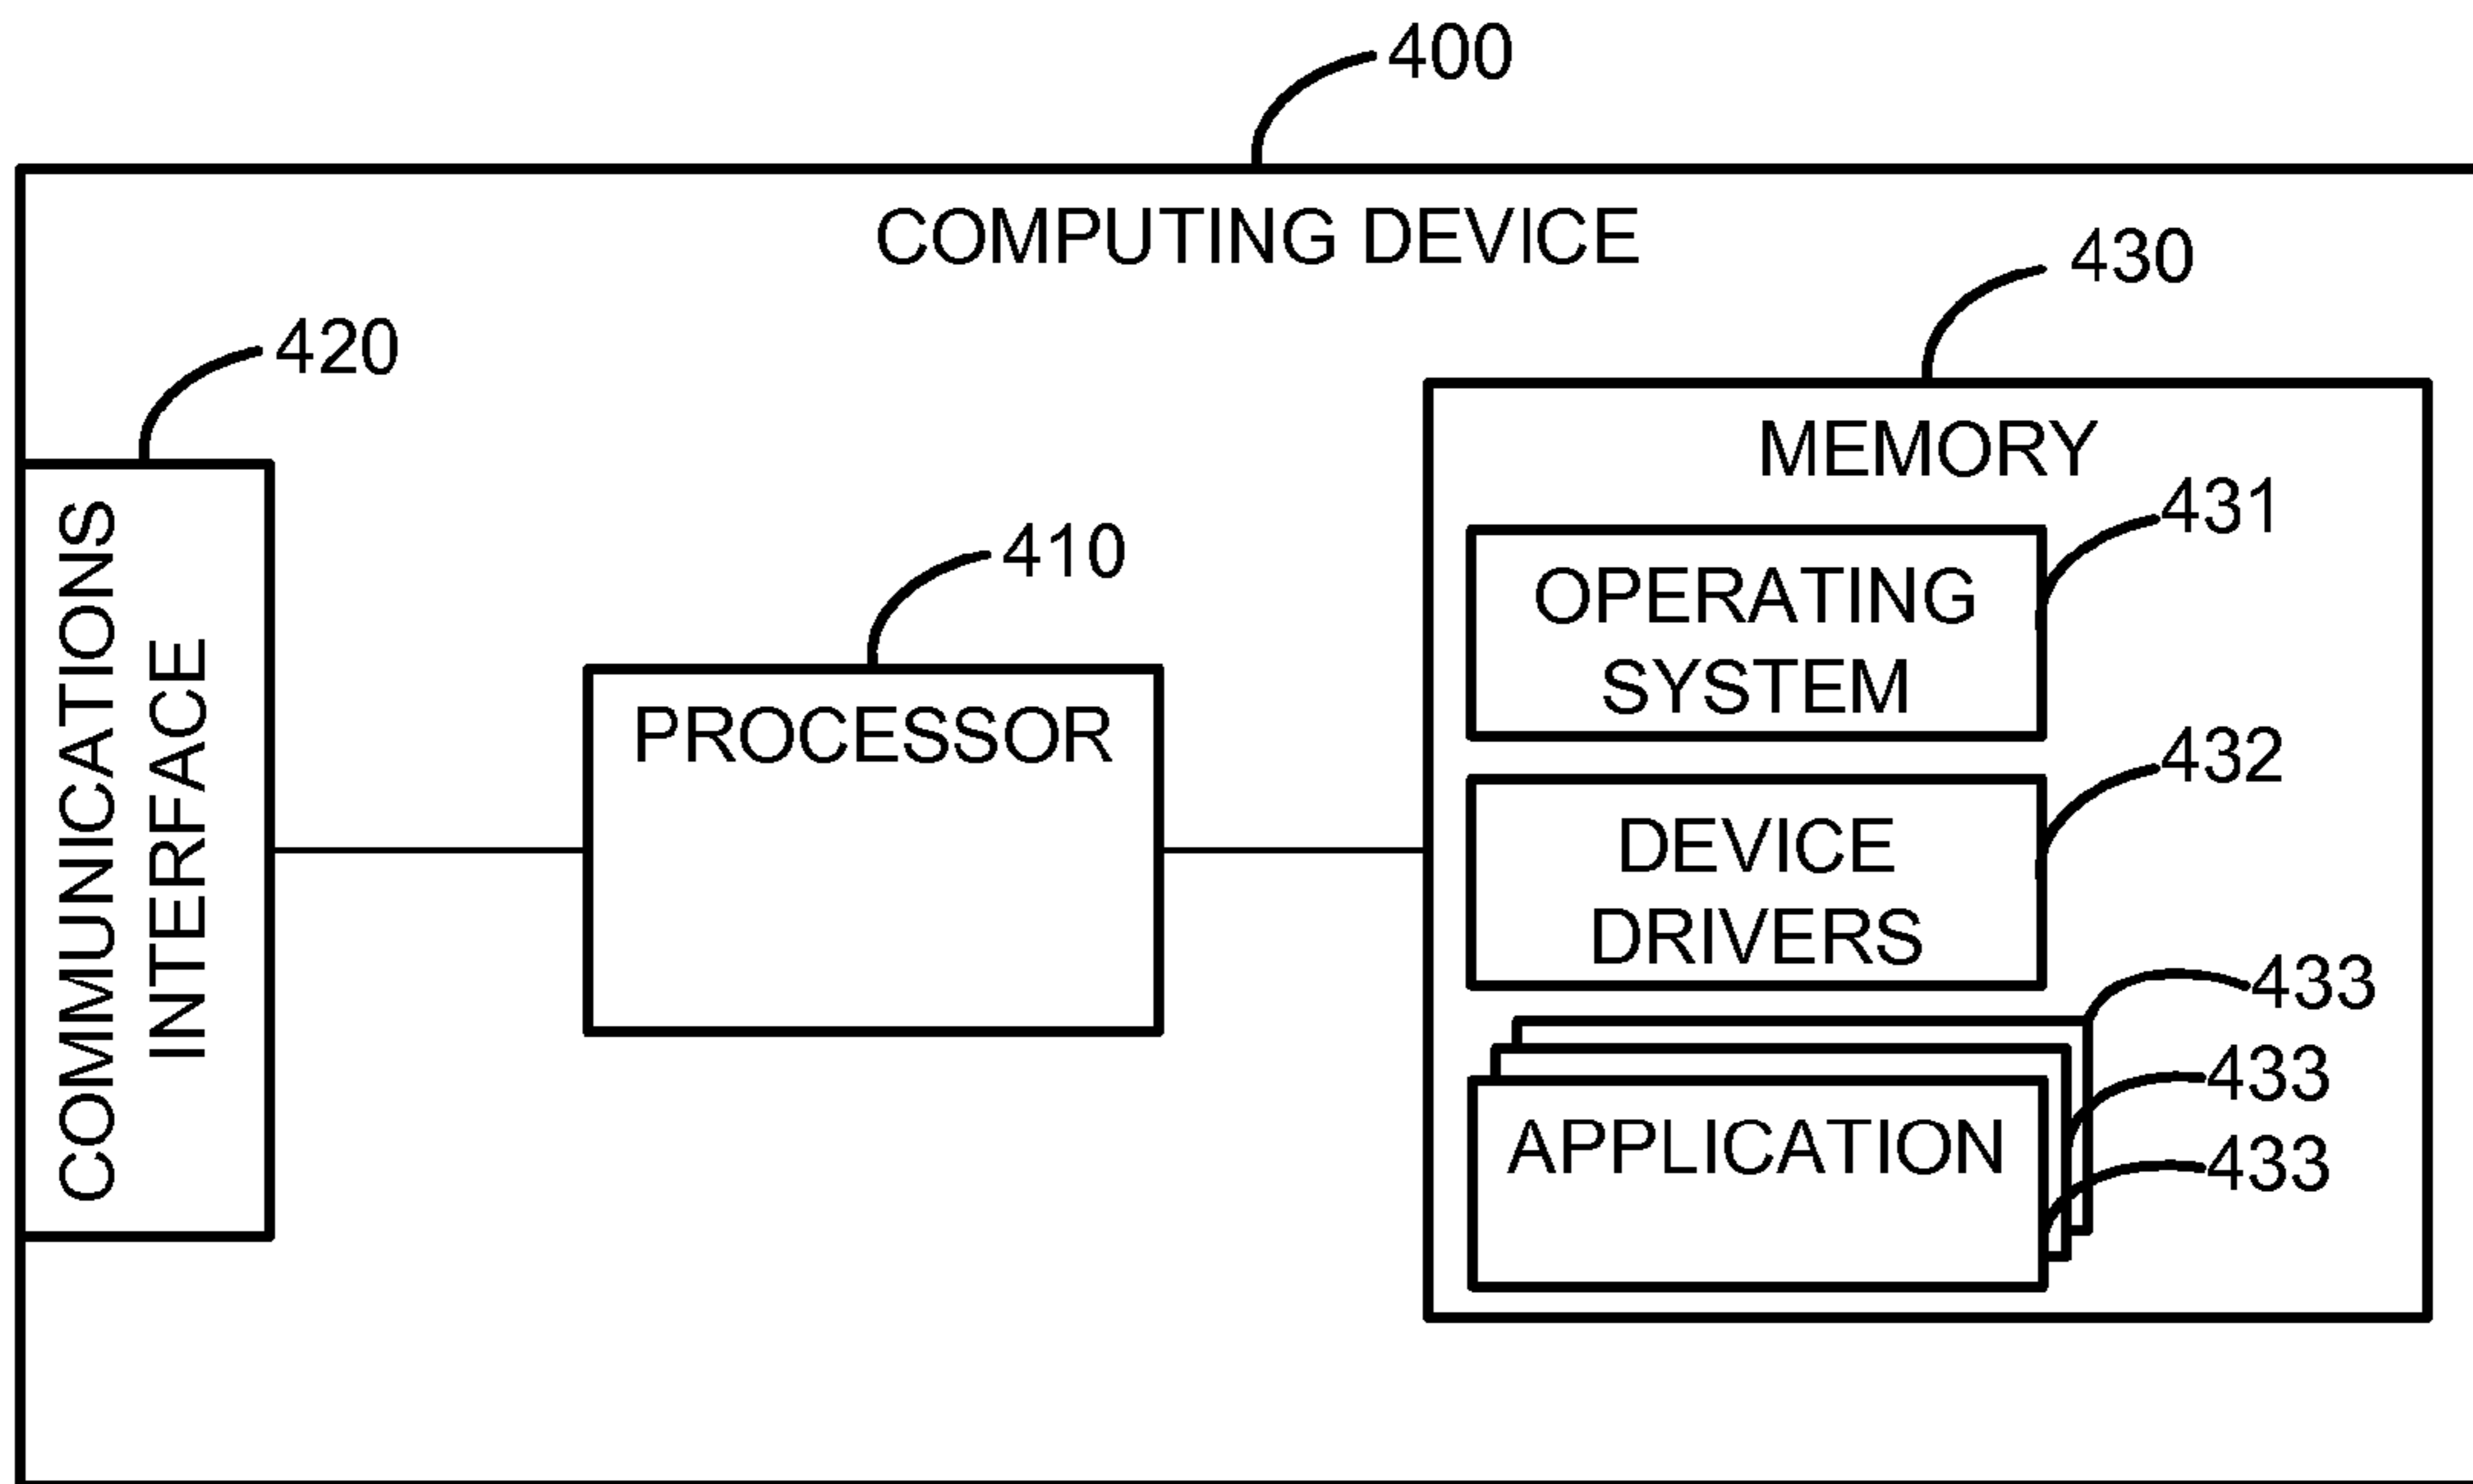 400
COMPUTING DEVICE
430
420
MEMORY
431
410
OPERATING
SYSTEM
COMMUNICATIONS
INTERFACE
PROCESSOR
432
DEVICE
DRIVERS
433
433
APPLICATION
433